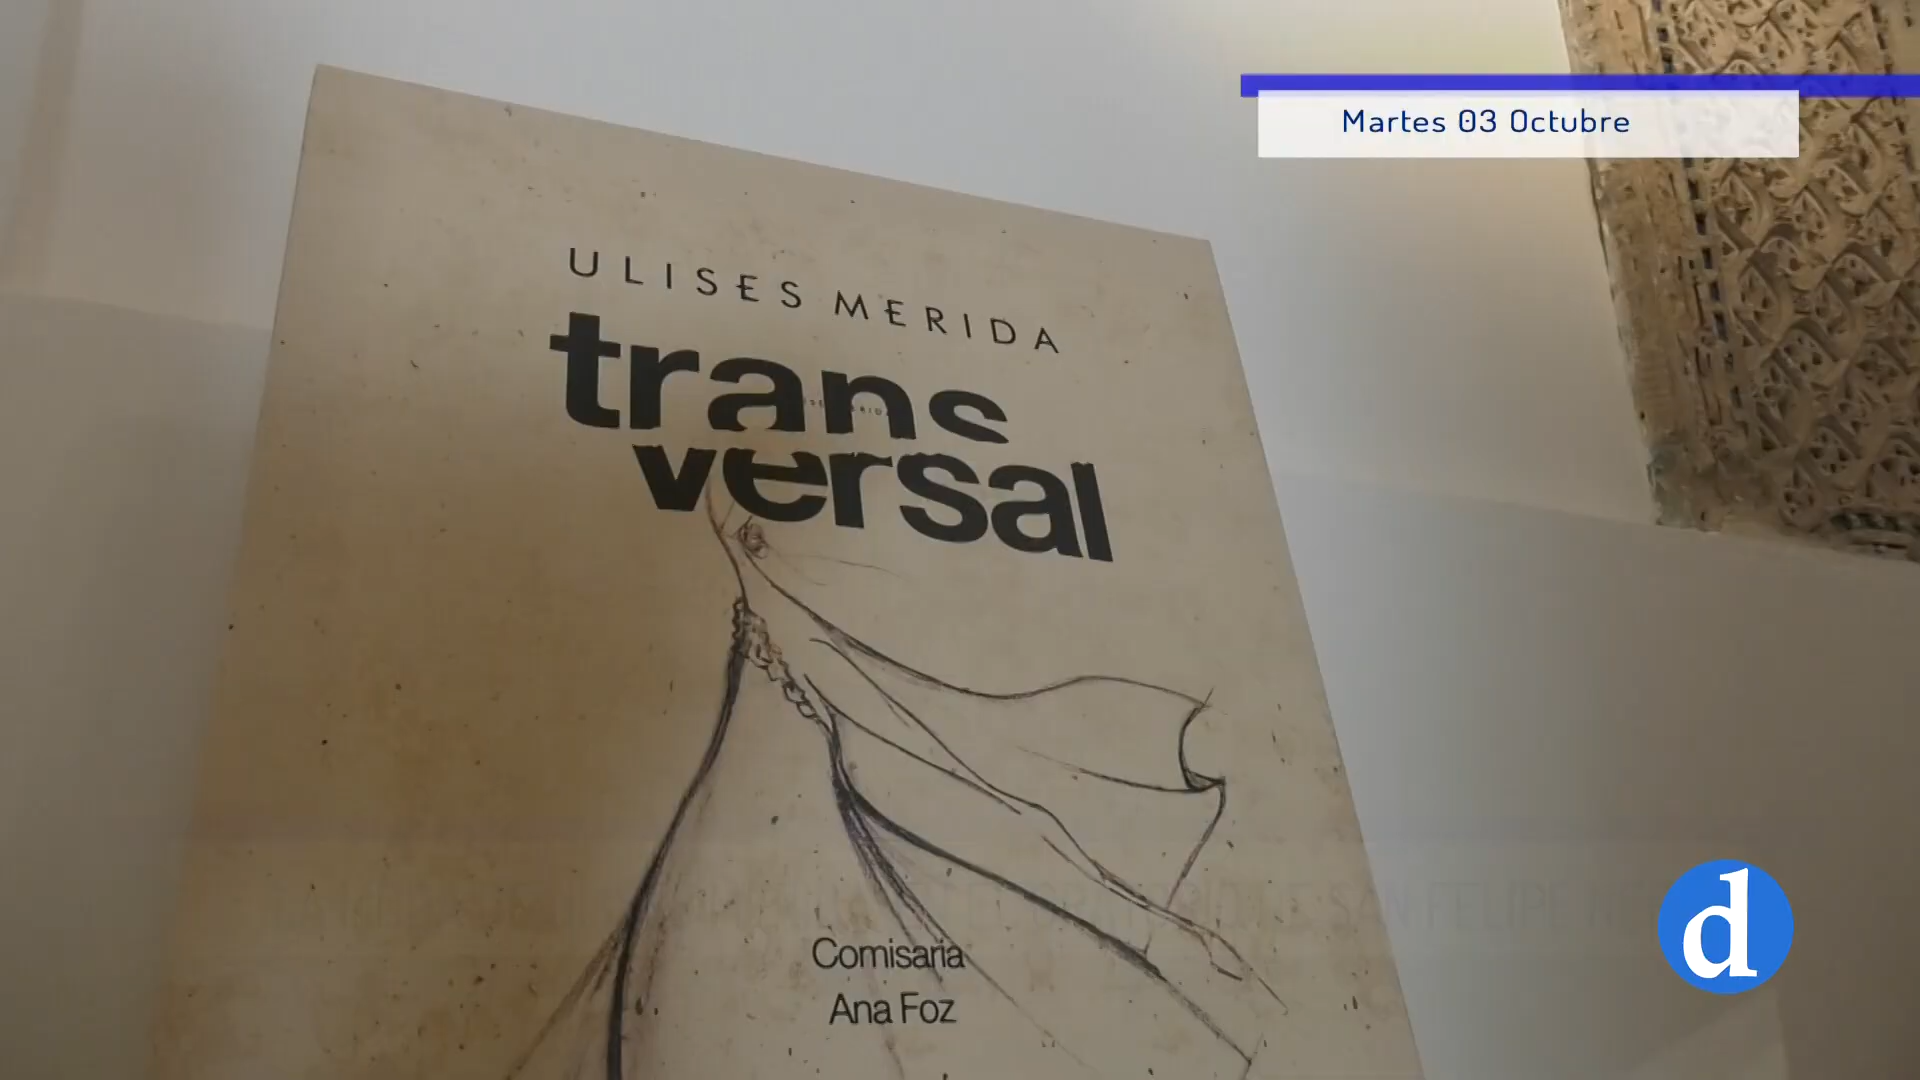 Martes 03 Octubre
ULISES MERIDA
trans
versal
Comisaria
Ana Foz
d